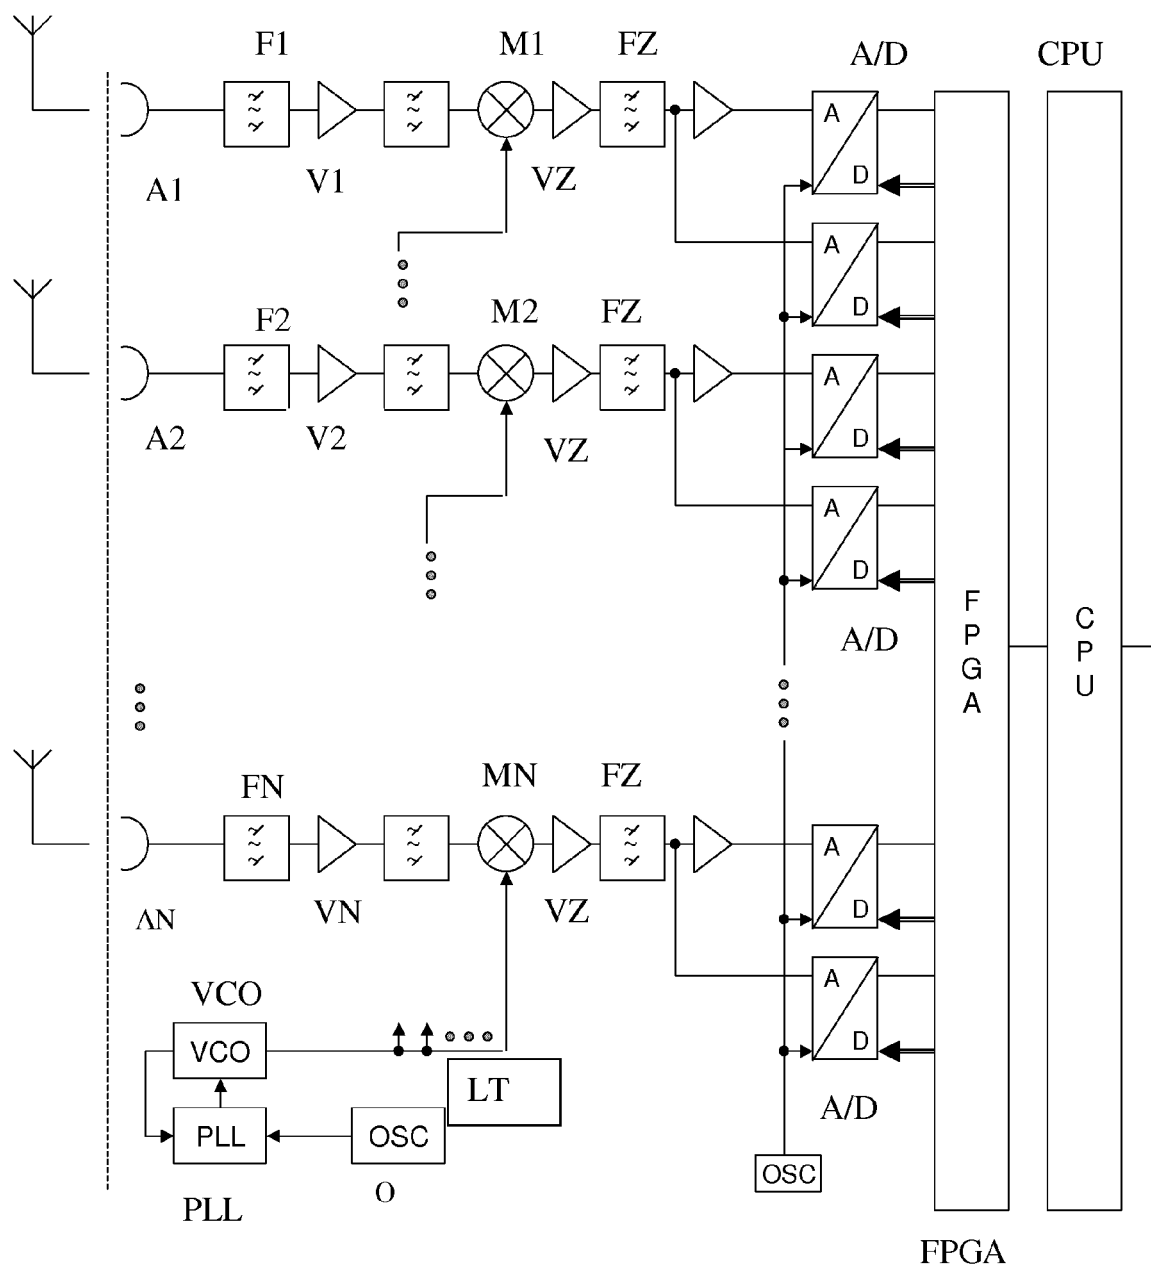 F1 M1 FZ A/D CPU
A
A1 V1 VZ D
A
F2 M2 FZ D
A
A2 V2 VZ D
A
D
F
P
G
A
C
P
U
A/D
FN MN FZ
A
ΛN VN VZ D
VCO A
VCO D
LT A/D
PLL OSC
OSC
PLL O
FPGA